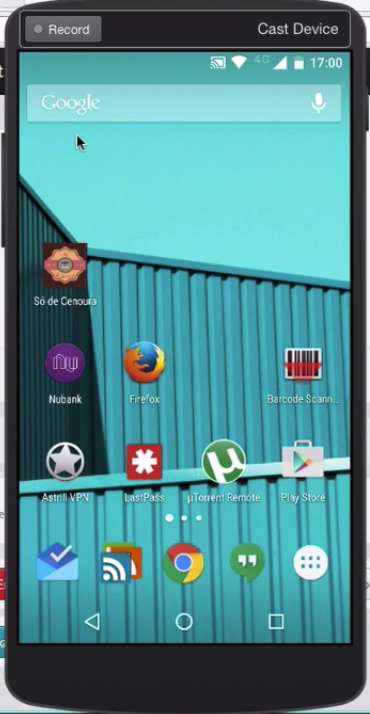 Record
Cast Device
4G
17:00
Google
Só de Cenoura
nu
Nubank
Firefox
Barcode Scann...
Astrill VPN
LastPass
µTorrent Remote
Play Store